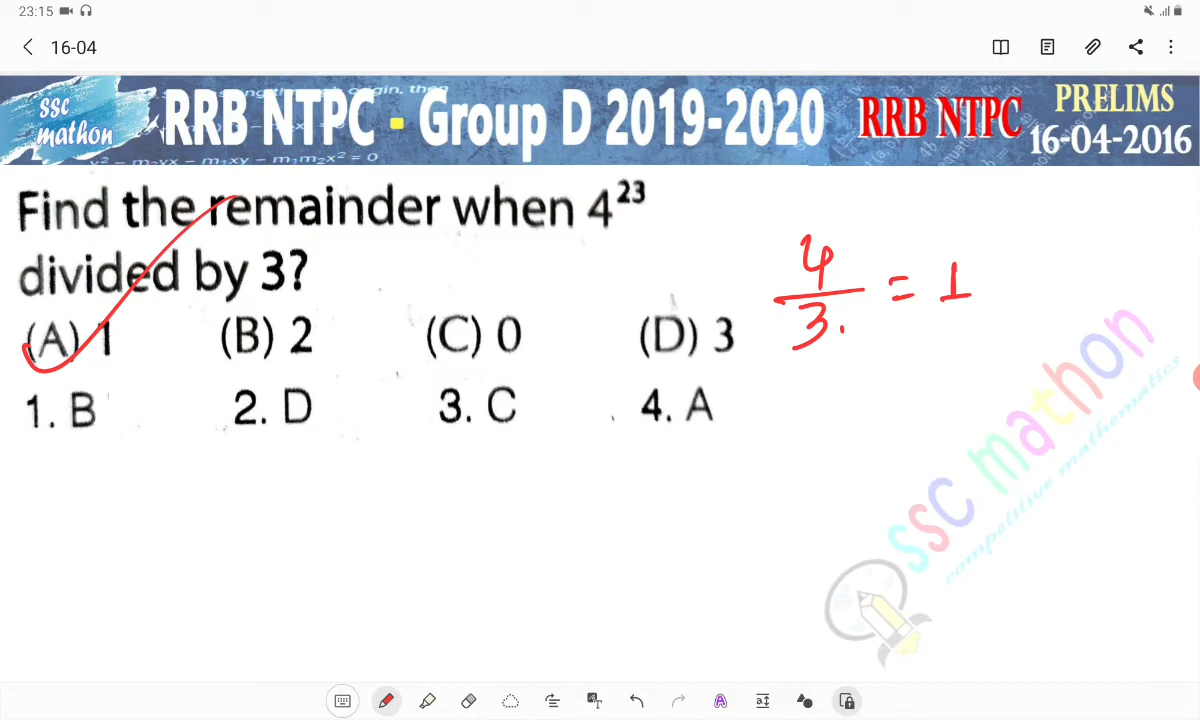 23:15
16-04
SSC mathon
RRB NTPC - Group D 2019-2020
RRB NTPC
PRELIMS
16-04-2016
Find the remainder when 4²³
divided by 3?
(A) 1 (B) 2 (C) 0 (D) 3
1. B 2. D 3. C 4. A
4/3. = 1
SSC mathon
competitive mathematics